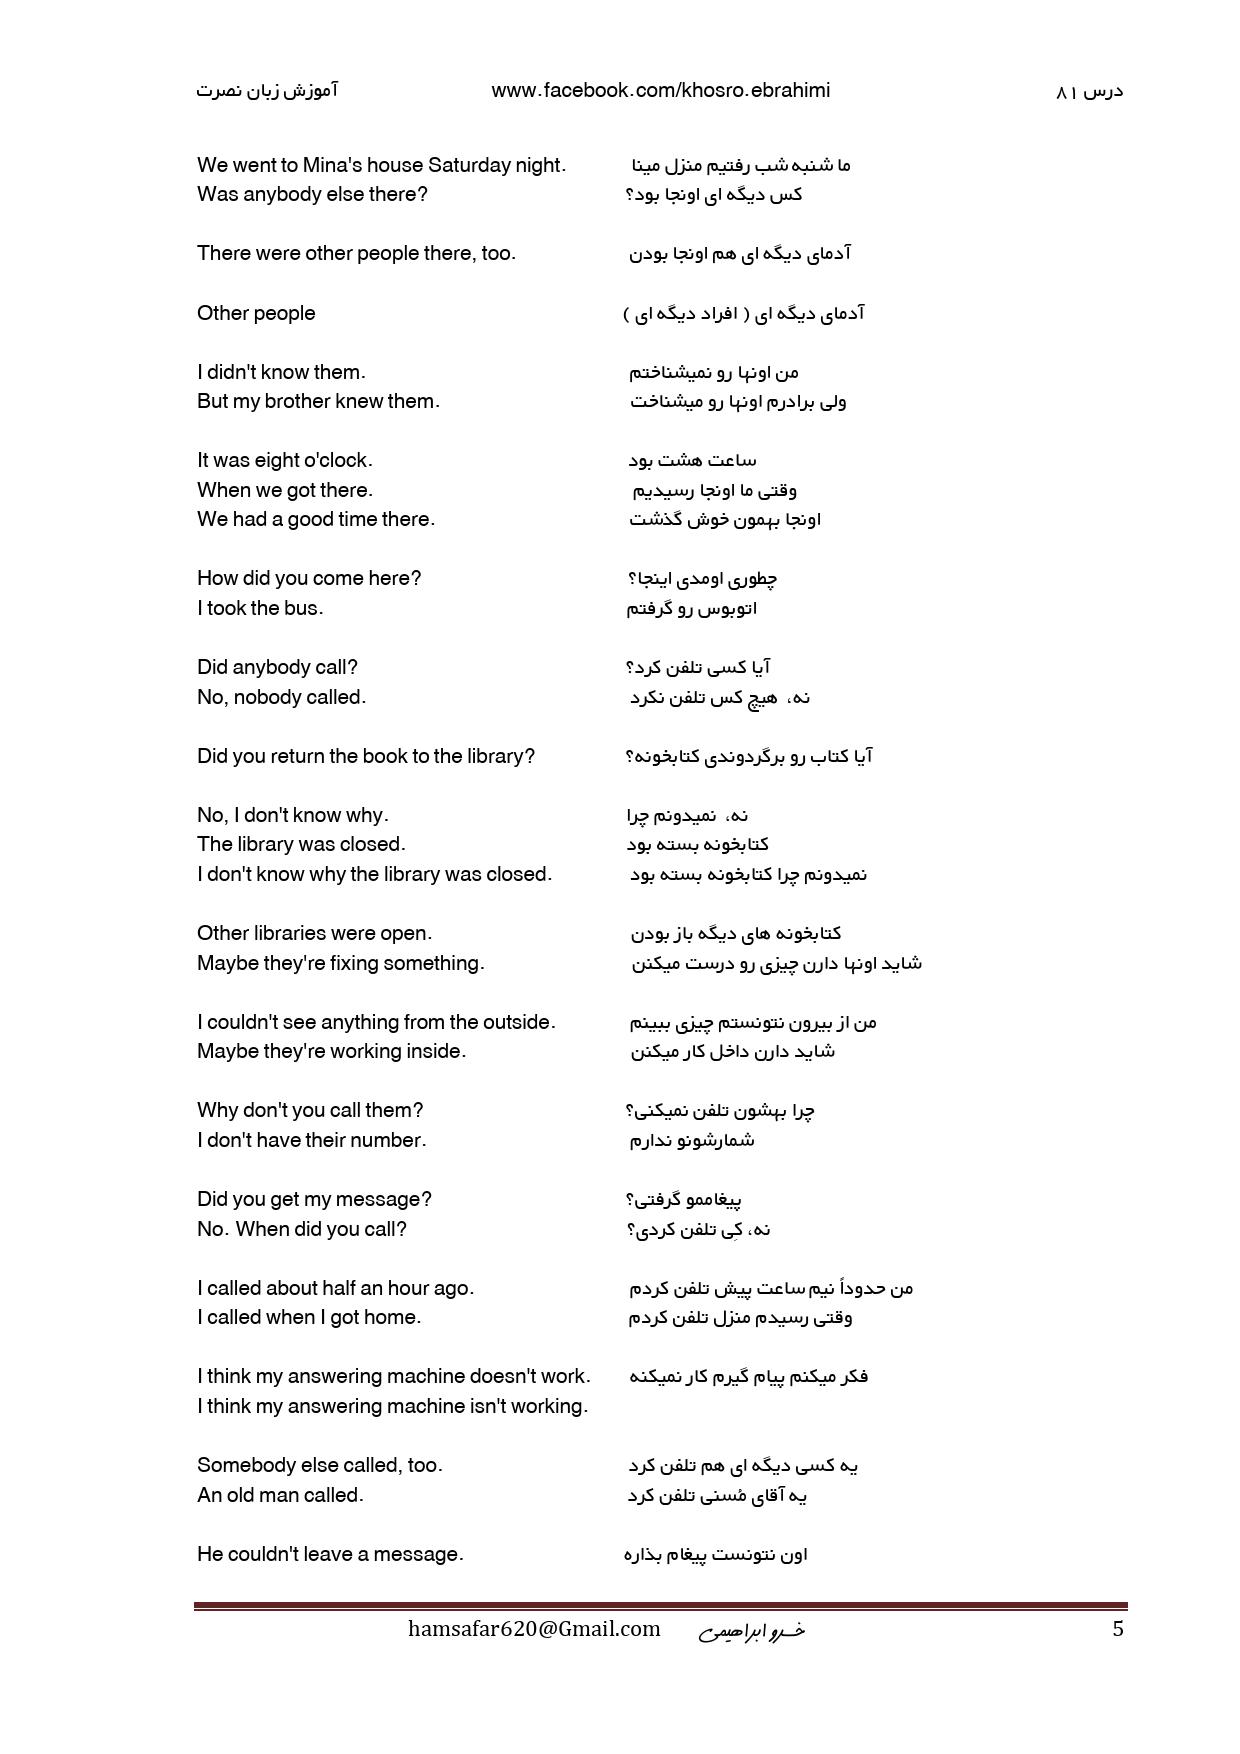 آموزش زبان نصرت www.facebook.com/khosro.ebrahimi درس ۸۱
We went to Mina's house Saturday night. ما شنبه شب رفتیم منزل مینا
Was anybody else there? کس دیگه ای اونجا بود؟
There were other people there, too. آدمای دیگه ای هم اونجا بودن
Other people آدمای دیگه ای ( افراد دیگه ای )
I didn't know them. من اونها رو نمیشناختم
But my brother knew them. ولی برادرم اونها رو میشناخت
It was eight o'clock. ساعت هشت بود
When we got there. وقتی ما اونجا رسیدیم
We had a good time there. اونجا بهمون خوش گذشت
How did you come here? چطوری اومدی اینجا؟
I took the bus. اتوبوس رو گرفتم
Did anybody call? آیا کسی تلفن کرد؟
No, nobody called. نه، هیچ کس تلفن نکرد
Did you return the book to the library? آیا کتاب رو برگردوندی کتابخونه؟
No, I don't know why. نه، نمیدونم چرا
The library was closed. کتابخونه بسته بود
I don't know why the library was closed. نمیدونم چرا کتابخونه بسته بود
Other libraries were open. کتابخونه های دیگه باز بودن
Maybe they're fixing something. شاید اونها دارن چیزی رو درست میکنن
I couldn't see anything from the outside. من از بیرون نتونستم چیزی ببینم
Maybe they're working inside. شاید دارن داخل کار میکنن
Why don't you call them? چرا بهشون تلفن نمیکنی؟
I don't have their number. شمارشونو ندارم
Did you get my message? پیغاممو گرفتی؟
No. When did you call? نه، کِی تلفن کردی؟
I called about half an hour ago. من حدوداً نیم ساعت پیش تلفن کردم
I called when I got home. وقتی رسیدم منزل تلفن کردم
I think my answering machine doesn't work. فکر میکنم پیام گیرم کار نمیکنه
I think my answering machine isn't working.
Somebody else called, too. یه کسی دیگه ای هم تلفن کرد
An old man called. یه آقای مُسنی تلفن کرد
He couldn't leave a message. اون نتونست پیغام بذاره
hamsafar620@Gmail.com خسرو ابراهیمی 5